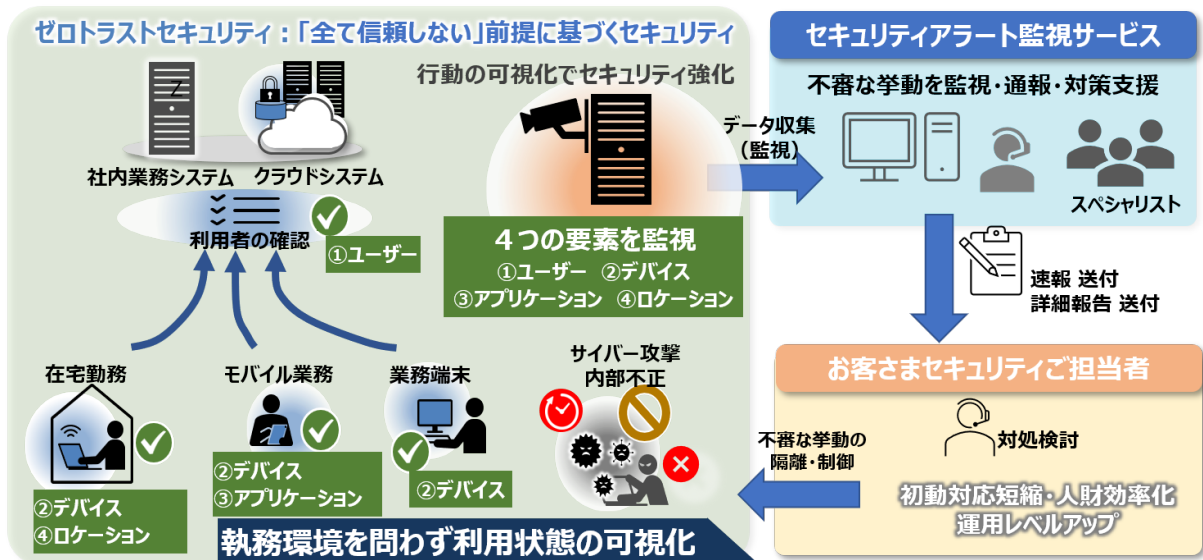 ゼロトラストセキュリティ：「全て信頼しない」前提に基づくセキュリティ
行動の可視化でセキュリティ強化
Z
社内業務システム
クラウドシステム
利用者の確認
①ユーザー
４つの要素を監視
①ユーザー ②デバイス
③アプリケーション ④ロケーション
在宅勤務
②デバイス
④ロケーション
モバイル業務
②デバイス
③アプリケーション
業務端末
②デバイス
サイバー攻撃
内部不正
執務環境を問わず利用状態の可視化
データ収集
（監視）
セキュリティアラート監視サービス
不審な挙動を監視・通報・対策支援
スペシャリスト
速報 送付
詳細報告 送付
お客さまセキュリティご担当者
対処検討
初動対応短縮・人財効率化
運用レベルアップ
不審な挙動の
隔離・制御